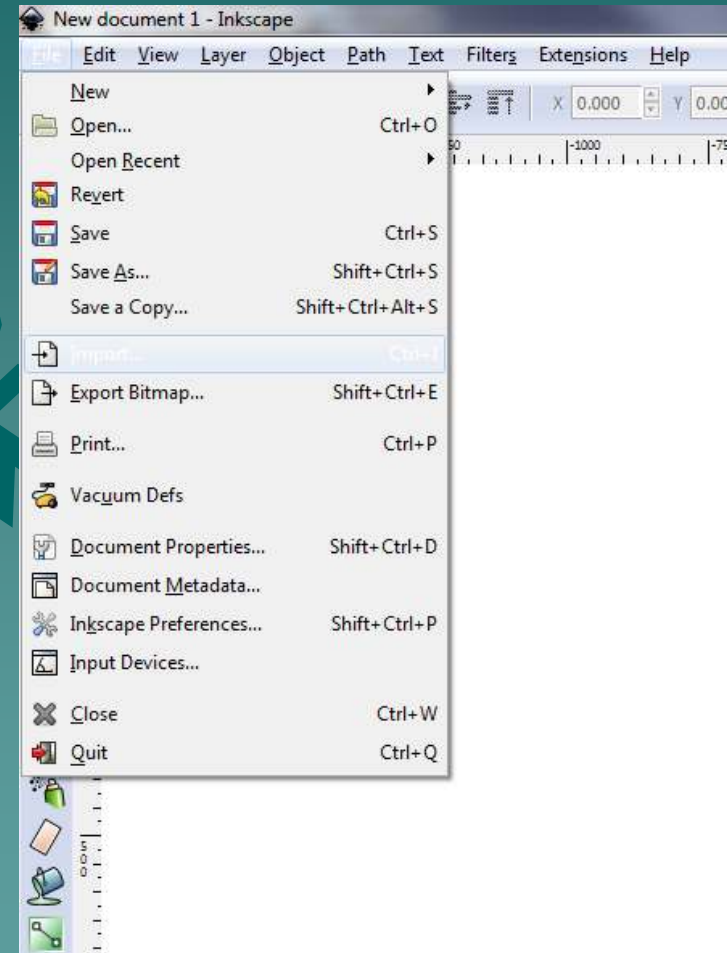 New document 1 - Inkscape
File Edit View Layer Object Path Text Filters Extensions Help
X 0.000 Y 0.00
New
Open... Ctrl+O
Open Recent
Revert
Save Ctrl+S
Save As... Shift+Ctrl+S
Save a Copy... Shift+Ctrl+Alt+S
Import... Ctrl+I
Export Bitmap... Shift+Ctrl+E
Print... Ctrl+P
Vacuum Defs
Document Properties... Shift+Ctrl+D
Document Metadata...
Inkscape Preferences... Shift+Ctrl+P
Input Devices...
Close Ctrl+W
Quit Ctrl+Q
-1000
500